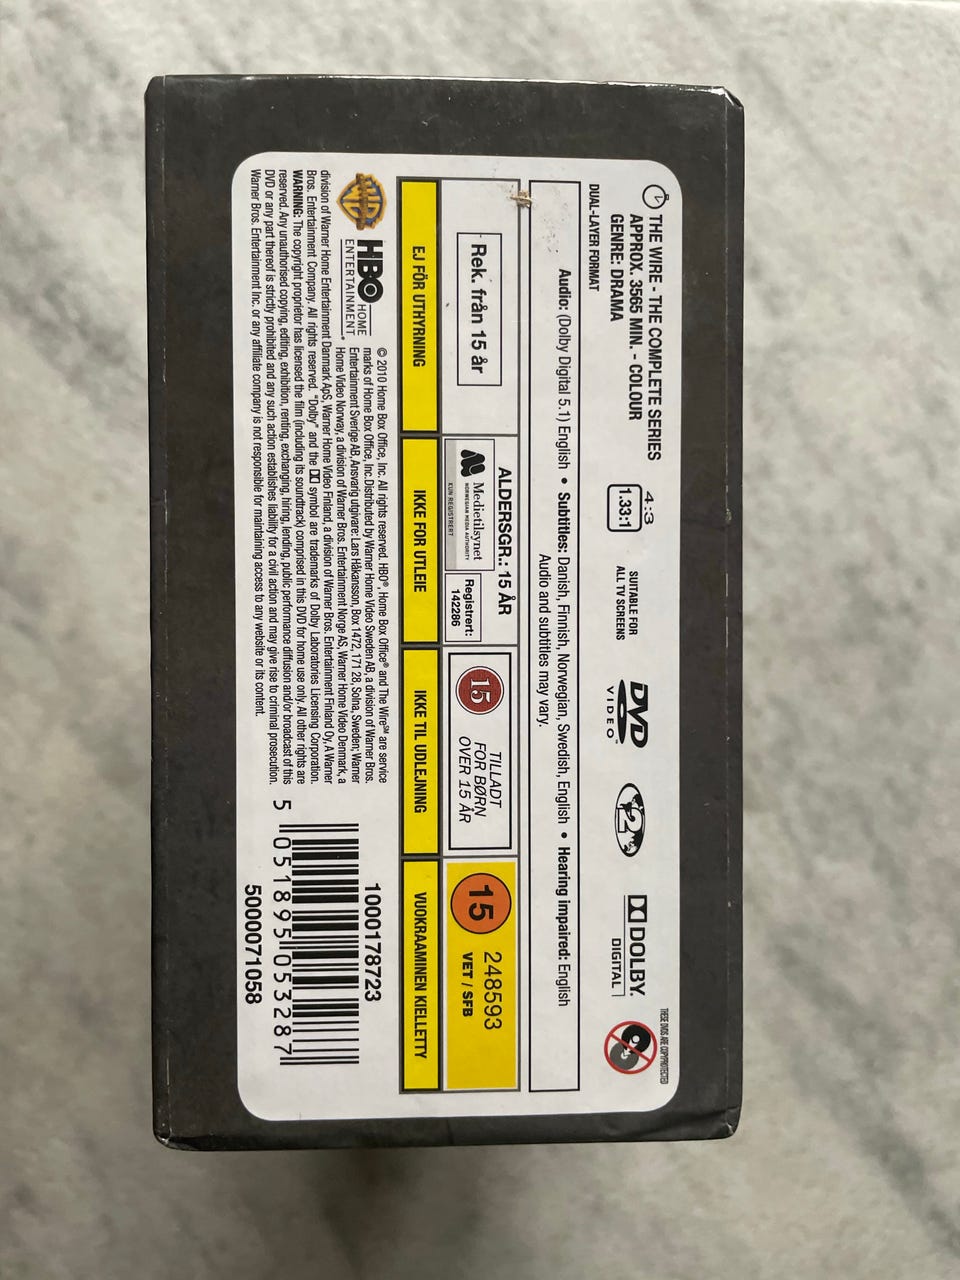 THE WIRE - THE COMPLETE SERIES
APPROX. 3565 MIN. - COLOUR
GENRE: DRAMA
4:3
1.33:1
SUITABLE FOR
ALL TV SCREENS
DVD
VIDEO
2
DOLBY
DIGITAL
THESE DVDS ARE COPYPROTECTED
DUAL-LAYER FORMAT
Audio: (Dolby Digital 5.1) English • Subtitles: Danish, Finnish, Norwegian, Swedish, English • Hearing impaired: English
Audio and subtitles may vary.
Rek. från 15 år
ALDERSGR.: 15 ÅR
Medietilsynet
NORWEGIAN MEDIA AUTHORITY
KUN REGISTRERT
Registrert:
142286
15
TILLADT
FOR BØRN
OVER 15 ÅR
15
248593
VET / SFB
EJ FÖR UTHYRNING
IKKE FOR UTLEIE
IKKE TIL UDLEJNING
VUOKRAAMINEN KIELLETTY
WB
HBO HOME
ENTERTAINMENT
© 2010 Home Box Office, Inc. All rights reserved. HBO®, Home Box Office® and The Wire℠ are service
marks of Home Box Office, Inc. Distributed by Warner Home Video Sweden AB, a division of Warner Bros.
Entertainment Sverige AB, Ansvarig utgivare: Lars Håkansson, Box 1472, 171 28, Solna, Sweden; Warner
Home Video Norway, a division of Warner Bros. Entertainment Norge AS, Warner Home Video Denmark, a
division of Warner Home Entertainment Danmark ApS, Warner Home Video Finland, a division of Warner Bros. Entertainment Finland Oy, A Warner
Bros. Entertainment Company. All rights reserved. "Dolby" and the DD symbol are trademarks of Dolby Laboratories Licensing Corporation.
WARNING: The copyright proprietor has licensed the film (including its soundtrack) comprised in this DVD for home use only. All other rights are
reserved. Any unauthorised copying, editing, exhibition, renting, exchanging, hiring, lending, public performance diffusion and/or broadcast of this
DVD or any part thereof is strictly prohibited and any such action establishes liability for a civil action and may give rise to criminal prosecution.
Warner Bros. Entertainment Inc. or any affiliate company is not responsible for maintaining access to any website or its content.
1000178723
5 051895 053287
5000071058